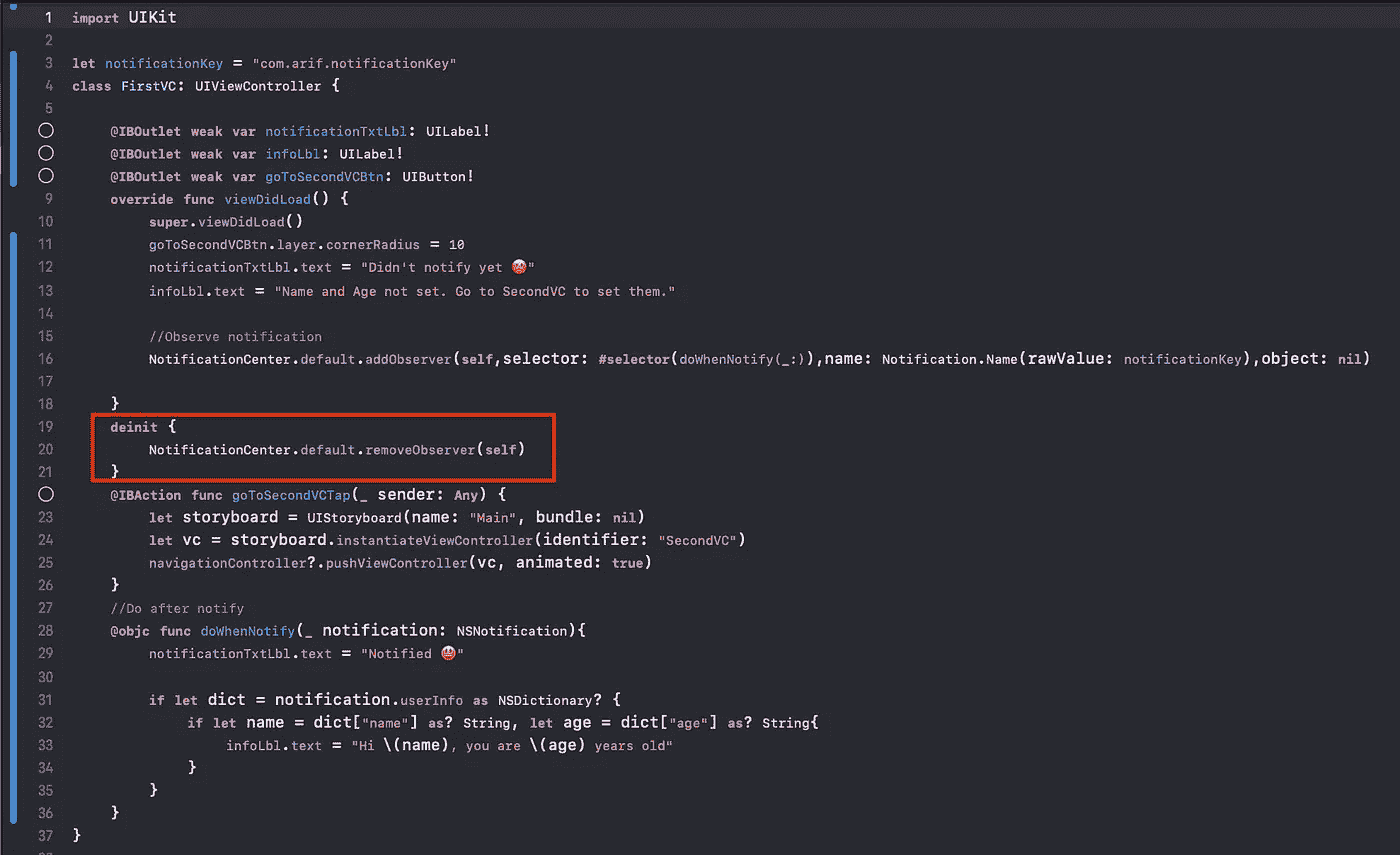 1 import UIKit
2
3 let notificationKey = "com.arif.notificationKey"
4 class FirstVC: UIViewController {
5
@IBOutlet weak var notificationTxtLbl: UILabel!
@IBOutlet weak var infoLbl: UILabel!
@IBOutlet weak var goToSecondVCBtn: UIButton!
9 override func viewDidLoad() {
10 super.viewDidLoad()
11 goToSecondVCBtn.layer.cornerRadius = 10
12 notificationTxtLbl.text = "Didn't notify yet 🤡"
13 infoLbl.text = "Name and Age not set. Go to SecondVC to set them."
14
15 //Observe notification
16 NotificationCenter.default.addObserver(self,selector: #selector(doWhenNotify(_:)),name: Notification.Name(rawValue: notificationKey),object: nil)
17
18 }
19 deinit {
20 NotificationCenter.default.removeObserver(self)
21 }
@IBAction func goToSecondVCTap(_ sender: Any) {
23 let storyboard = UIStoryboard(name: "Main", bundle: nil)
24 let vc = storyboard.instantiateViewController(identifier: "SecondVC")
25 navigationController?.pushViewController(vc, animated: true)
26 }
27 //Do after notify
28 @objc func doWhenNotify(_ notification: NSNotification){
29 notificationTxtLbl.text = "Notified 🤡"
30
31 if let dict = notification.userInfo as NSDictionary? {
32 if let name = dict["name"] as? String, let age = dict["age"] as? String{
33 infoLbl.text = "Hi \(name), you are \(age) years old"
34 }
35 }
36 }
37 }